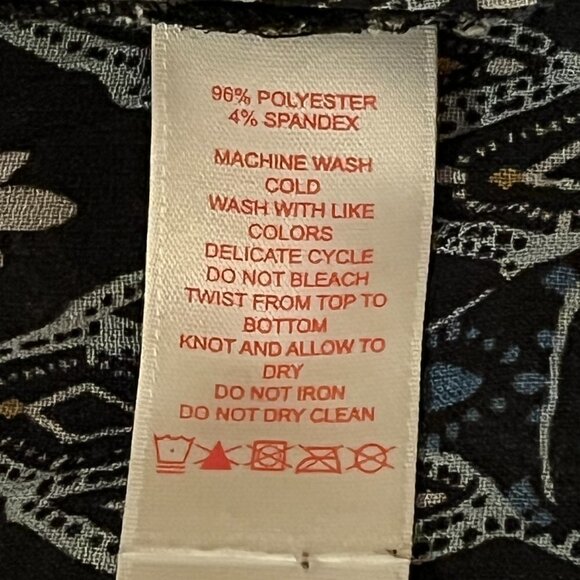 96% POLYESTER
4% SPANDEX
MACHINE WASH
COLD
WASH WITH LIKE
COLORS
DELICATE CYCLE
DO NOT BLEACH
TWIST FROM TOP TO
BOTTOM
KNOT AND ALLOW TO
DRY
DO NOT IRON
DO NOT DRY CLEAN